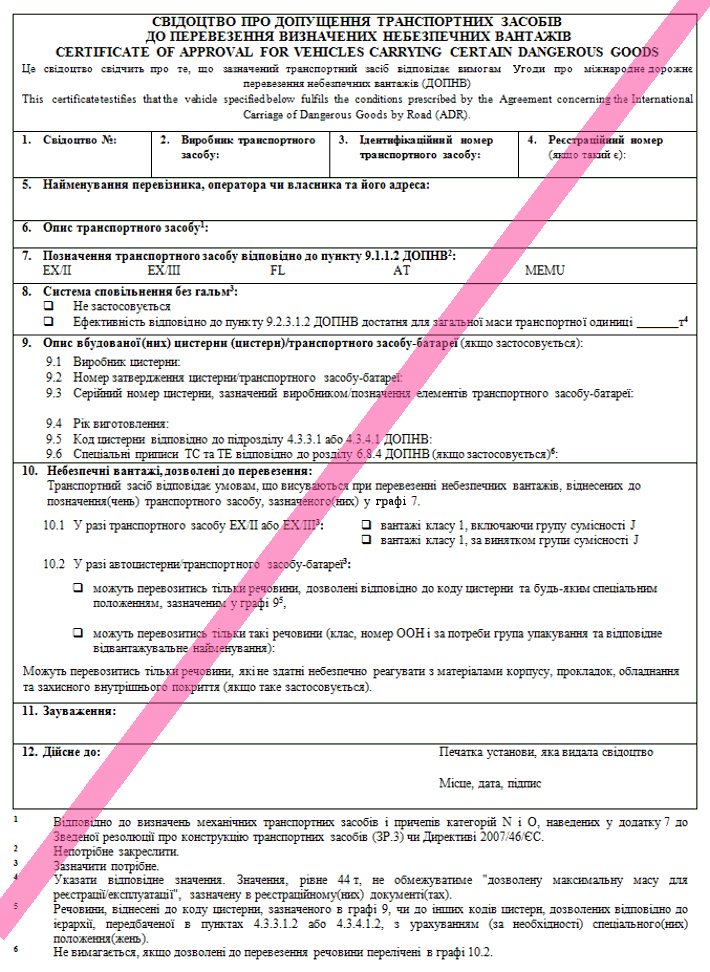 СВІДОЦТВО ПРО ДОПУЩЕННЯ ТРАНСПОРТНИХ ЗАСОБІВ
ДО ПЕРЕВЕЗЕННЯ ВИЗНАЧЕНИХ НЕБЕЗПЕЧНИХ ВАНТАЖІВ
CERTIFICATE OF APPROVAL FOR VEHICLES CARRYING CERTAIN DANGEROUS GOODS
Це свідоцтво свідчить про те, що зазначений транспортний засіб відповідає вимогам Угоди про міжнародне дорожнє
перевезення небезпечних вантажів (ДОПНВ)
This certificate testifies that the vehicle specified below fulfils the conditions prescribed by the Agreement concerning the International
Carriage of Dangerous Goods by Road (ADR).
1. Свідоцтво №:
2. Виробник транспортного
засобу:
3. Ідентифікаційний номер
транспортного засобу:
4. Реєстраційний номер
(якщо такий є):
5. Найменування перевізника, оператора чи власника та його адреса:
6. Опис транспортного засобу¹:
7. Позначення транспортного засобу відповідно до пункту 9.1.1.2 ДОПНВ²:
EX/II EX/III FL AT MEMU
8. Система сповільнення без гальм³:
❑ Не застосовується
❑ Ефективність відповідно до пункту 9.2.3.1.2 ДОПНВ достатня для загальної маси транспортної одиниці _______т⁴
9. Опис вбудованої(них) цистерни (цистерн)/транспортного засобу-батареї (якщо застосовується):
9.1 Виробник цистерни:
9.2 Номер затвердження цистерни/транспортного засобу-батареї:
9.3 Серійний номер цистерни, зазначений виробником/позначення елементів транспортного засобу-батареї:
9.4 Рік виготовлення:
9.5 Код цистерни відповідно до підрозділу 4.3.3.1 або 4.3.4.1 ДОПНВ:
9.6 Спеціальні приписи ТС та ТЕ відповідно до розділу 6.8.4 ДОПНВ (якщо застосовується)⁶:
10. Небезпечні вантажі, дозволені до перевезення:
Транспортний засіб відповідає умовам, що висуваються при перевезенні небезпечних вантажів, віднесених до
позначення(чень) транспортного засобу, зазначеного(них) у графі 7.
10.1 У разі транспортного засобу EX/II або EX/III³:
❑ вантажі класу 1, включаючи групу сумісності J
❑ вантажі класу 1, за винятком групи сумісності J
10.2 У разі автоцистерни/транспортного засобу-батареї³:
❑ можуть перевозитись тільки речовини, дозволені відповідно до коду цистерни та будь-яким спеціальним
положенням, зазначеним у графі 9⁵,
❑ можуть перевозитись тільки такі речовини (клас, номер ООН і за потреби група упакування та відповідне
відвантажувальне найменування):
Можуть перевозитись тільки речовини, які не здатні небезпечно реагувати з матеріалами корпусу, прокладок, обладнання
та захисного внутрішнього покриття (якщо таке застосовується).
11. Зауваження:
12. Дійсне до:
Печатка установи, яка видала свідоцтво
Місце, дата, підпис
1 Відповідно до визначень механічних транспортних засобів і причепів категорій N і O, наведених у додатку 7 до
Зведеної резолюції про конструкцію транспортних засобів (ЗР.3) чи Директиві 2007/46/ЄС.
2 Непотрібне закреслити.
3 Зазначити потрібне.
4 Указати відповідне значення. Значення, рівне 44 т, не обмежуватиме "дозволену максимальну масу для
реєстрації/експлуатації", зазначену в реєстраційному(них) документі(тах).
5 Речовини, віднесені до коду цистерни, зазначеного в графі 9, чи до інших кодів цистерн, дозволених відповідно до
ієрархії, передбаченої в пунктах 4.3.3.1.2 або 4.3.4.1.2, з урахуванням (за необхідності) спеціального(них)
положення(жень).
6 Не вимагається, якщо дозволені до перевезення речовини перелічені в графі 10.2.